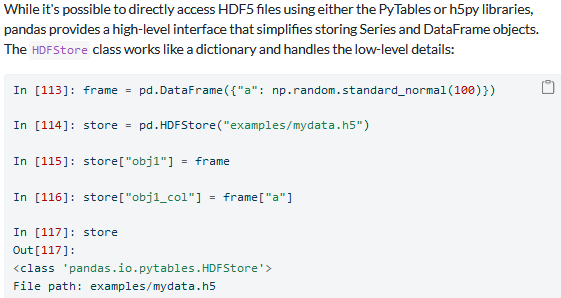 While it's possible to directly access HDF5 files using either the PyTables or h5py libraries,
pandas provides a high-level interface that simplifies storing Series and DataFrame objects.
The HDFStore class works like a dictionary and handles the low-level details:
In [113]: frame = pd.DataFrame({"a": np.random.standard_normal(100)})
In [114]: store = pd.HDFStore("examples/mydata.h5")
In [115]: store["obj1"] = frame
In [116]: store["obj1_col"] = frame["a"]
In [117]: store
Out[117]:
<class 'pandas.io.pytables.HDFStore'>
File path: examples/mydata.h5